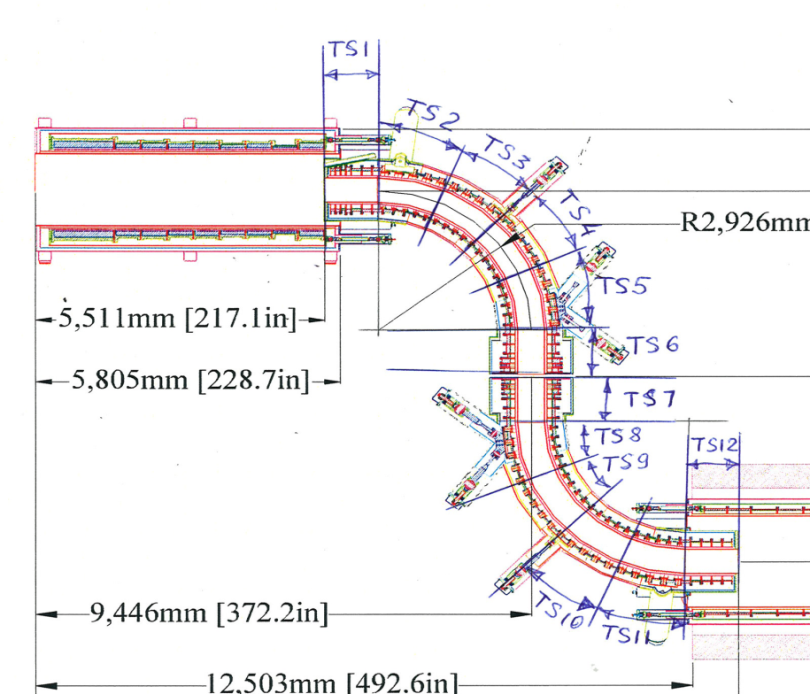 TS1
TS2
TS3
TS4
R2,926mm
TS5
5,511mm [217.1in]
TS6
5,805mm [228.7in]
TS7
TS8
TS12
TS9
9,446mm [372.2in]
TS10
TS11
12,503mm [492.6in]